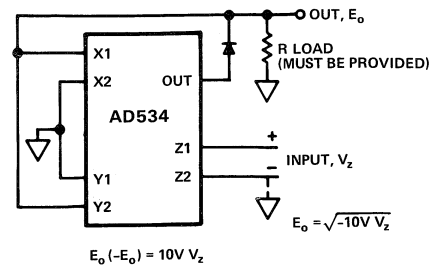 OUT, E₀
X1
X2
OUT
R LOAD
(MUST BE PROVIDED)
AD534
Z1
+
INPUT, V_z
Z2
−
Y1
Y2
E₀ = √−10V V_z
E₀ (−E₀) = 10V V_z